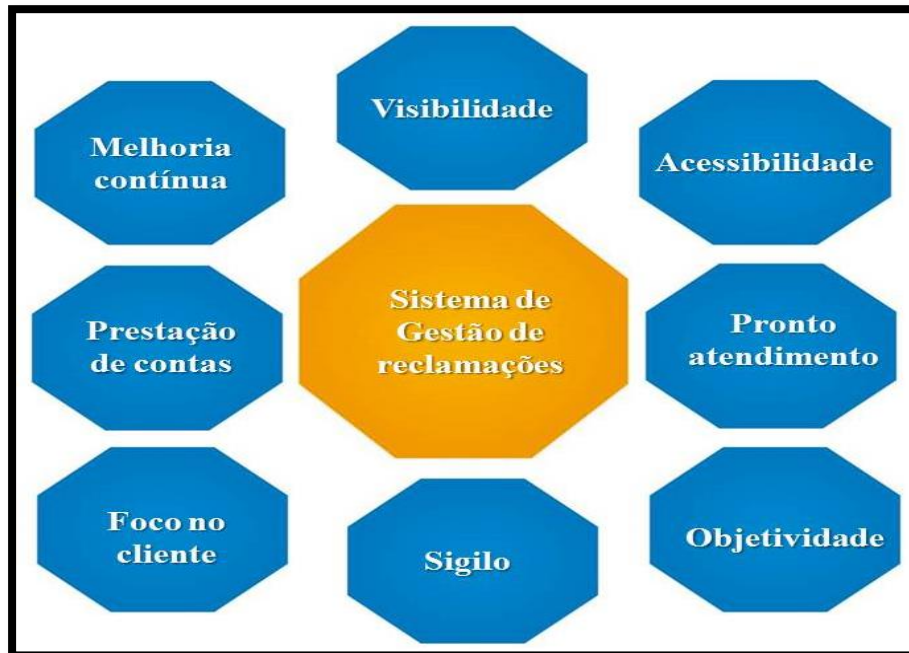 Visibilidade
Melhoria
contínua
Acessibilidade
Sistema de
Gestão de
reclamações
Prestação
de contas
Pronto
atendimento
Foco no
cliente
Sigilo
Objetividade